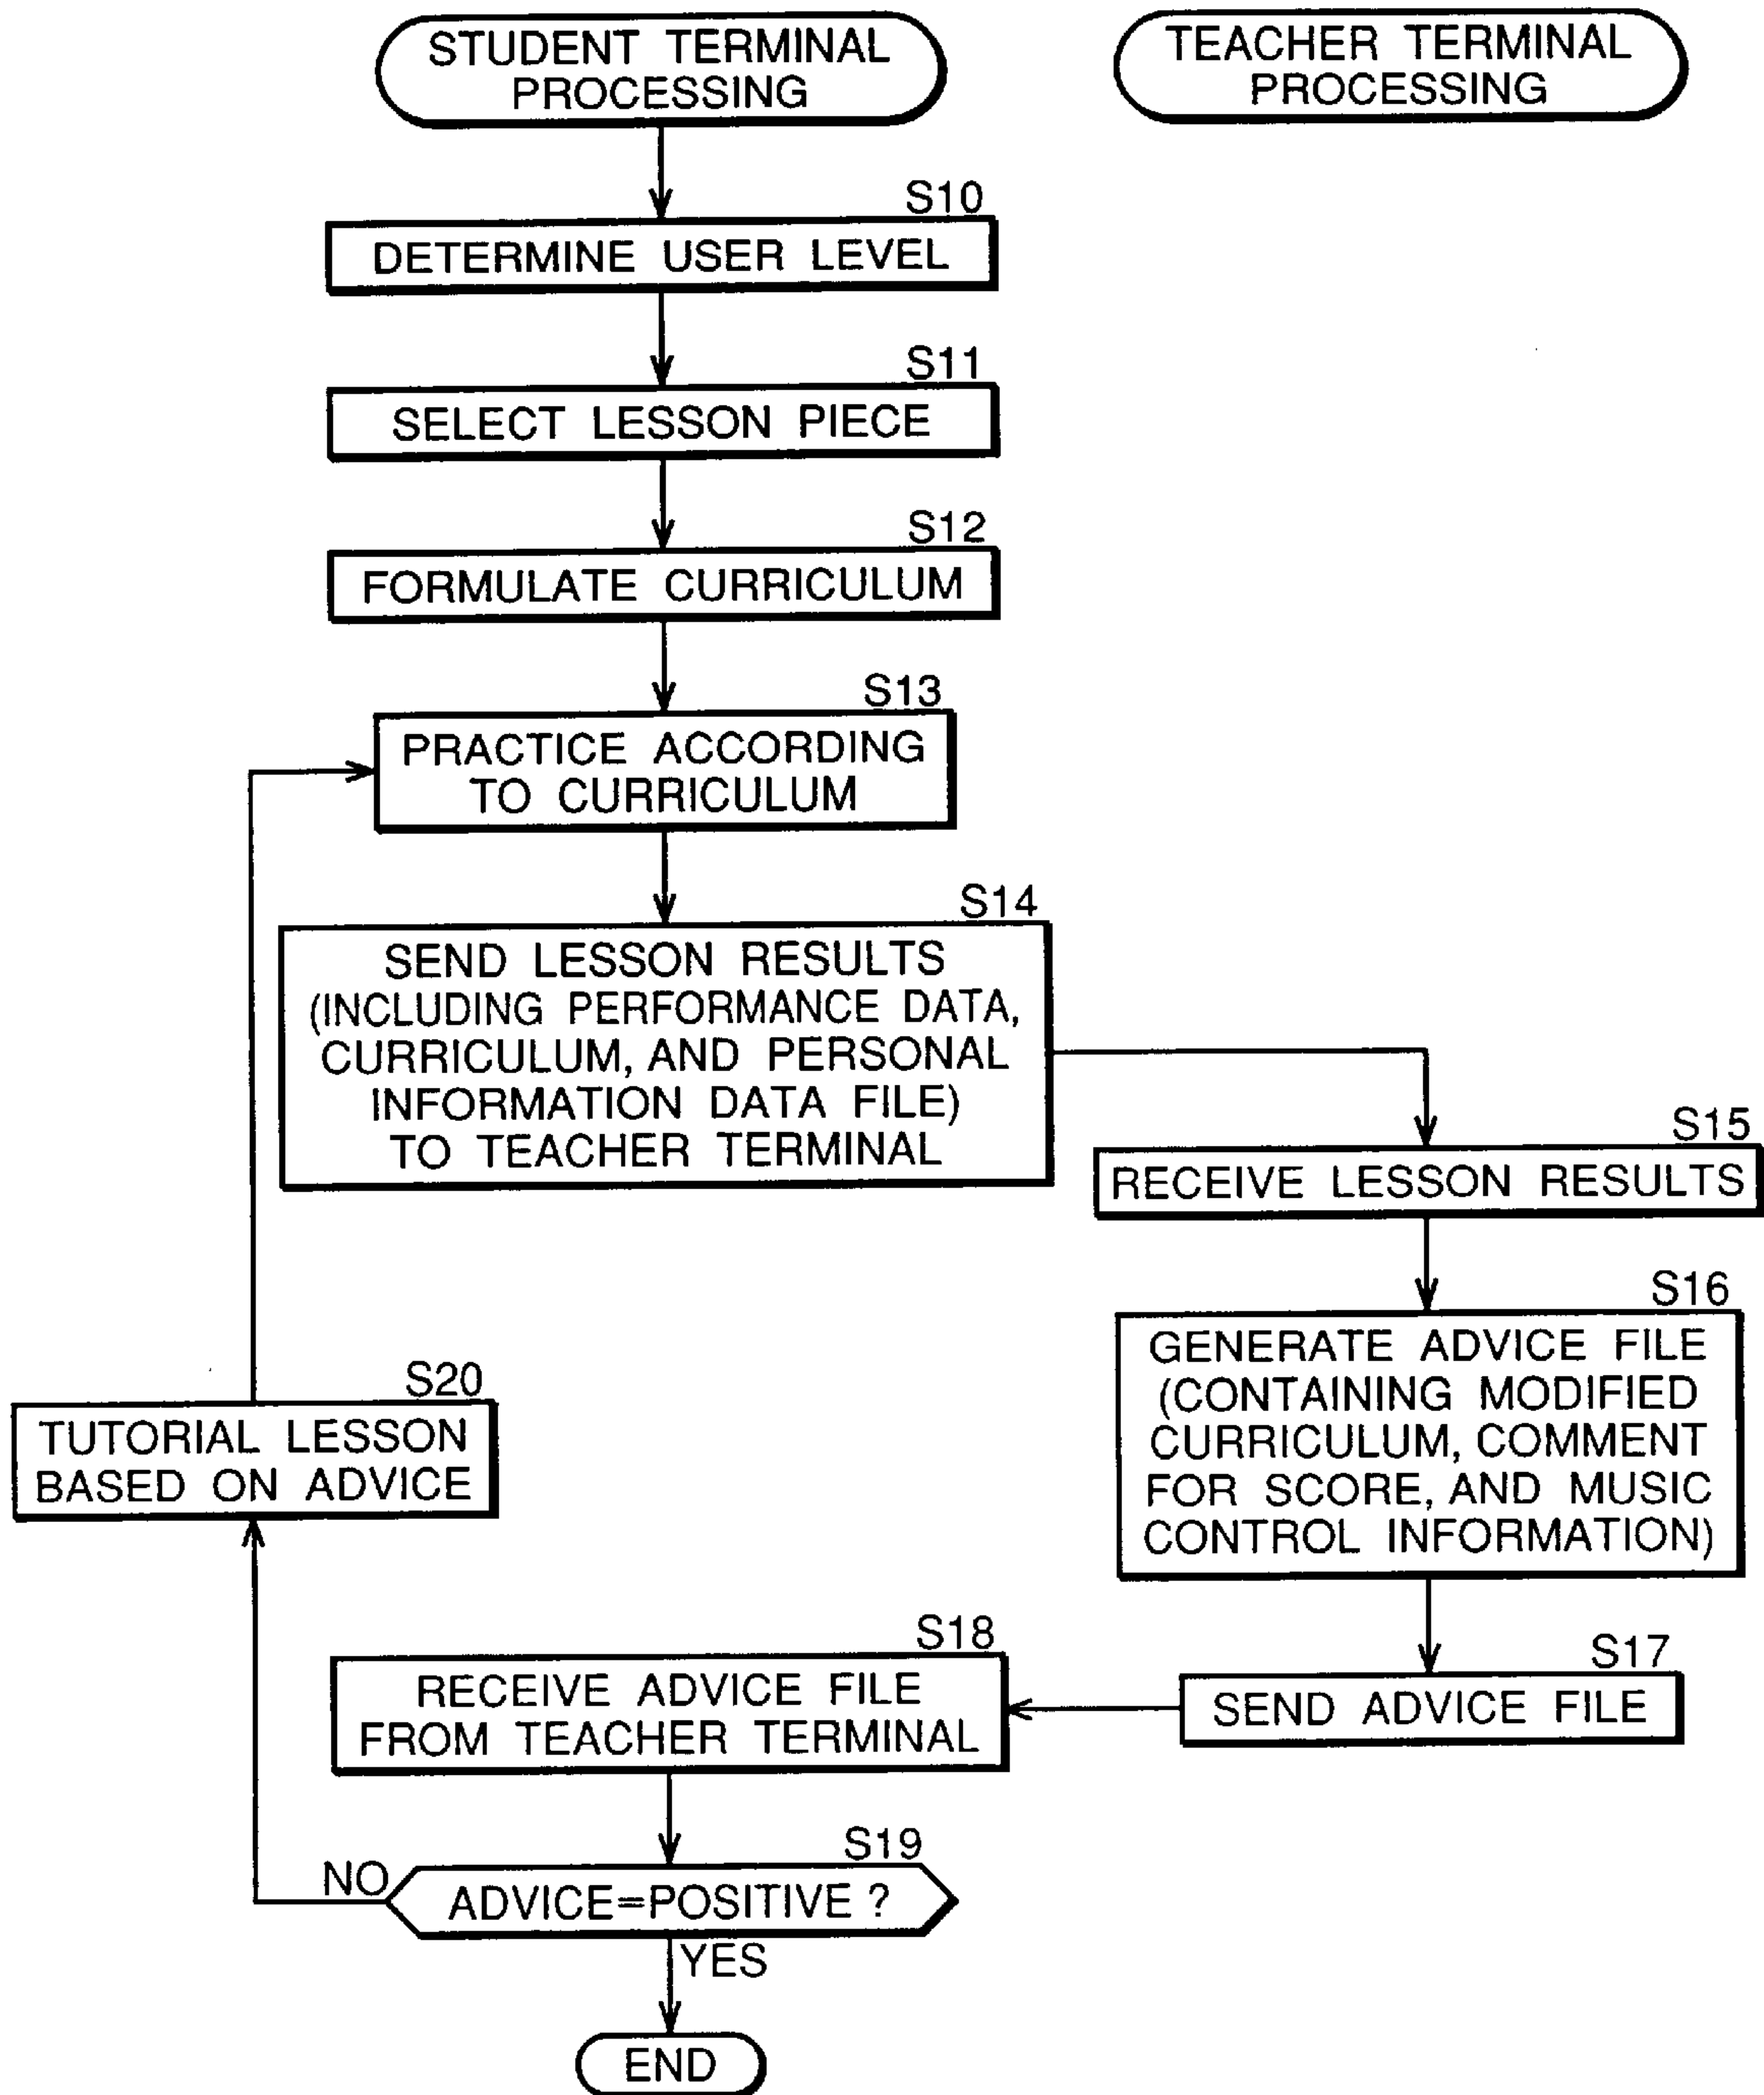 STUDENT TERMINAL
PROCESSING
TEACHER TERMINAL
PROCESSING
S10
DETERMINE USER LEVEL
S11
SELECT LESSON PIECE
S12
FORMULATE CURRICULUM
S13
PRACTICE ACCORDING
TO CURRICULUM
S14
SEND LESSON RESULTS
(INCLUDING PERFORMANCE DATA,
CURRICULUM, AND PERSONAL
INFORMATION DATA FILE)
TO TEACHER TERMINAL
S15
RECEIVE LESSON RESULTS
S16
GENERATE ADVICE FILE
(CONTAINING MODIFIED
CURRICULUM, COMMENT
FOR SCORE, AND MUSIC
CONTROL INFORMATION)
S17
SEND ADVICE FILE
S18
RECEIVE ADVICE FILE
FROM TEACHER TERMINAL
S19
ADVICE=POSITIVE ?
NO
YES
S20
TUTORIAL LESSON
BASED ON ADVICE
END